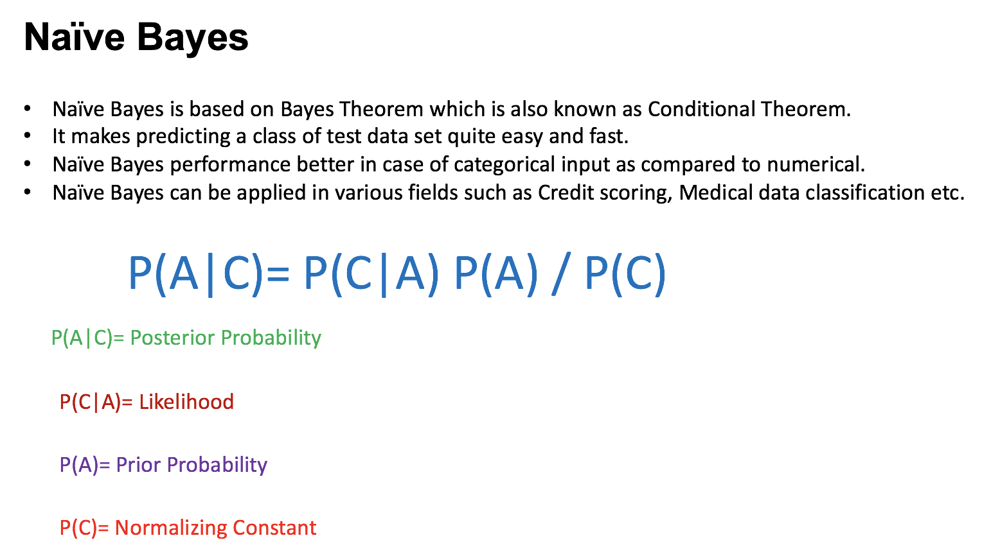 Naïve Bayes
• Naïve Bayes is based on Bayes Theorem which is also known as Conditional Theorem.
• It makes predicting a class of test data set quite easy and fast.
• Naïve Bayes performance better in case of categorical input as compared to numerical.
• Naïve Bayes can be applied in various fields such as Credit scoring, Medical data classification etc.
P(A|C)= P(C|A) P(A) / P(C)
P(A|C)= Posterior Probability
P(C|A)= Likelihood
P(A)= Prior Probability
P(C)= Normalizing Constant